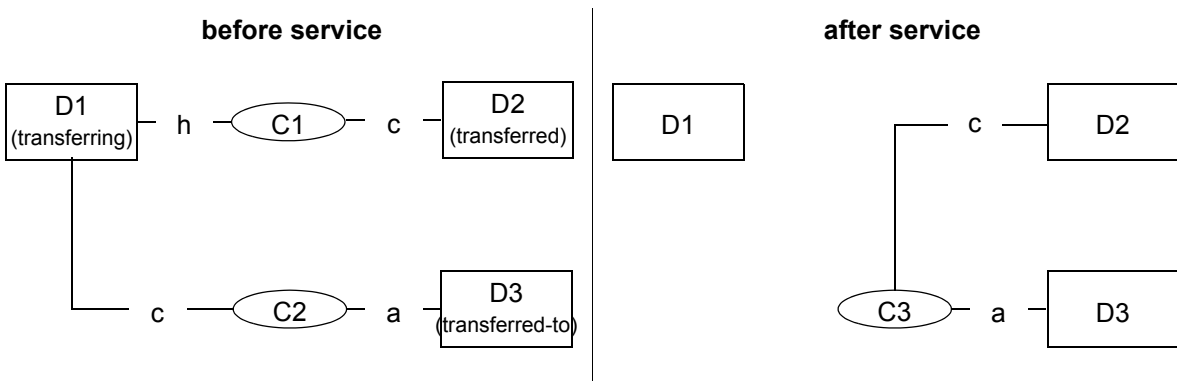 before service
after service
D1
(transferring)
h
C1
c
D2
(transferred)
D1
c
D2
c
C2
a
D3
(transferred-to)
C3
a
D3